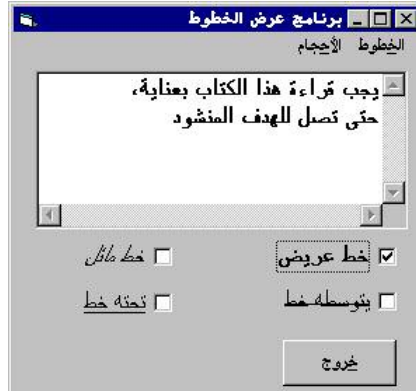 برنامج عرض الخطوط
الخطوط الأحجام
يجب قراءة هذا الكتاب بعناية،
حتى تصل للهدف المنشود
خط عريض
خط مائل
يتوسطه خط
تحته خط
خروج